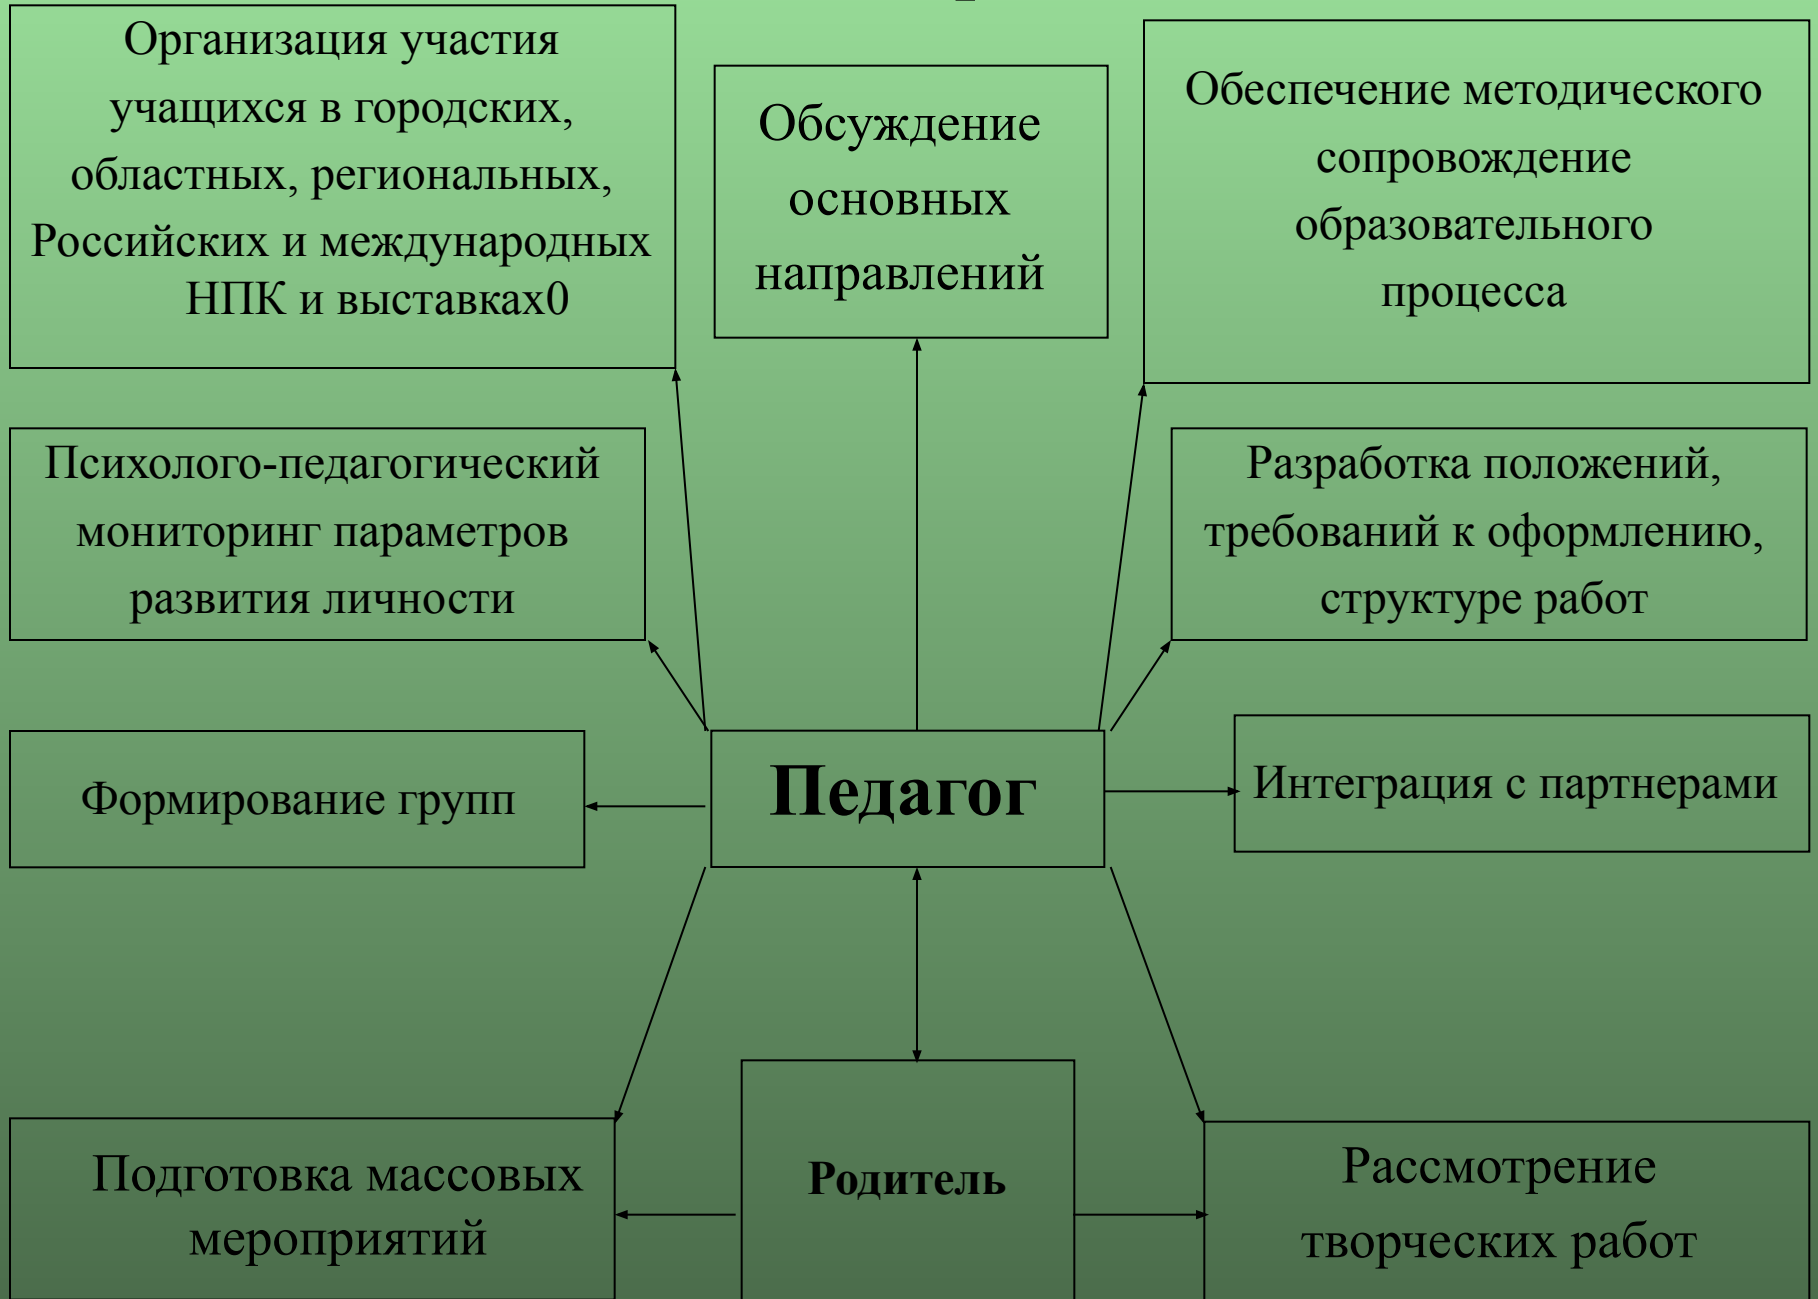 Организация участия
учащихся в городских,
областных, региональных,
Российских и международных
НПК и выставках0
Обсуждение
основных
направлений
Обеспечение методического
сопровождение
образовательного
процесса
Психолого-педагогический
мониторинг параметров
развития личности
Разработка положений,
требований к оформлению,
структуре работ
Формирование групп
Педагог
Интеграция с партнерами
Подготовка массовых
мероприятий
Родитель
Рассмотрение
творческих работ